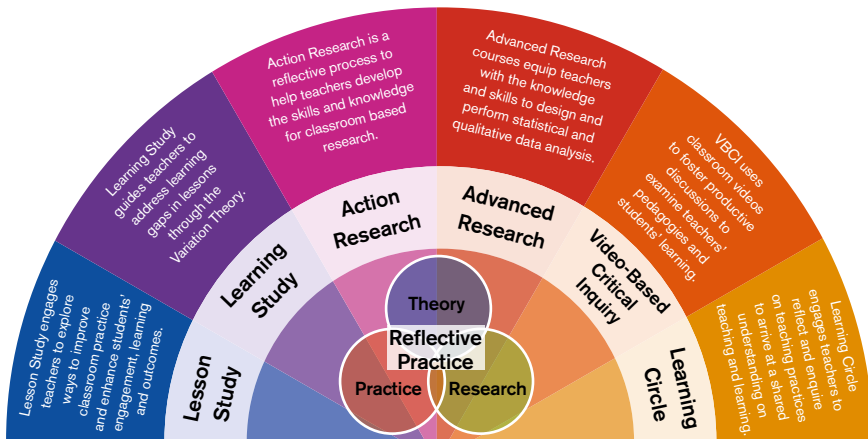 Lesson Study engages
teachers to explore
ways to improve
classroom practice
and enhance students'
engagement, learning
and outcomes.
Learning Study
guides teachers to
address learning
gaps in lessons
through the
Variation Theory.
Action Research is a
reflective process to
help teachers develop
the skills and knowledge
for classroom based
research.
Advanced Research
courses equip teachers
with the knowledge
and skills to design and
perform statistical and
qualitative data analysis.
VBCI uses
classroom videos
to foster productive
discussions to
examine teachers'
pedagogies and
students' learning.
Learning Circle
engages teachers to
reflect and enquire
on teaching practices
to arrive at a shared
understanding on
teaching and learning.
Lesson
Study
Learning
Study
Action
Research
Advanced
Research
Video-Based
Critical
Inquiry
Learning
Circle
Theory
Reflective
Practice
Practice
Research